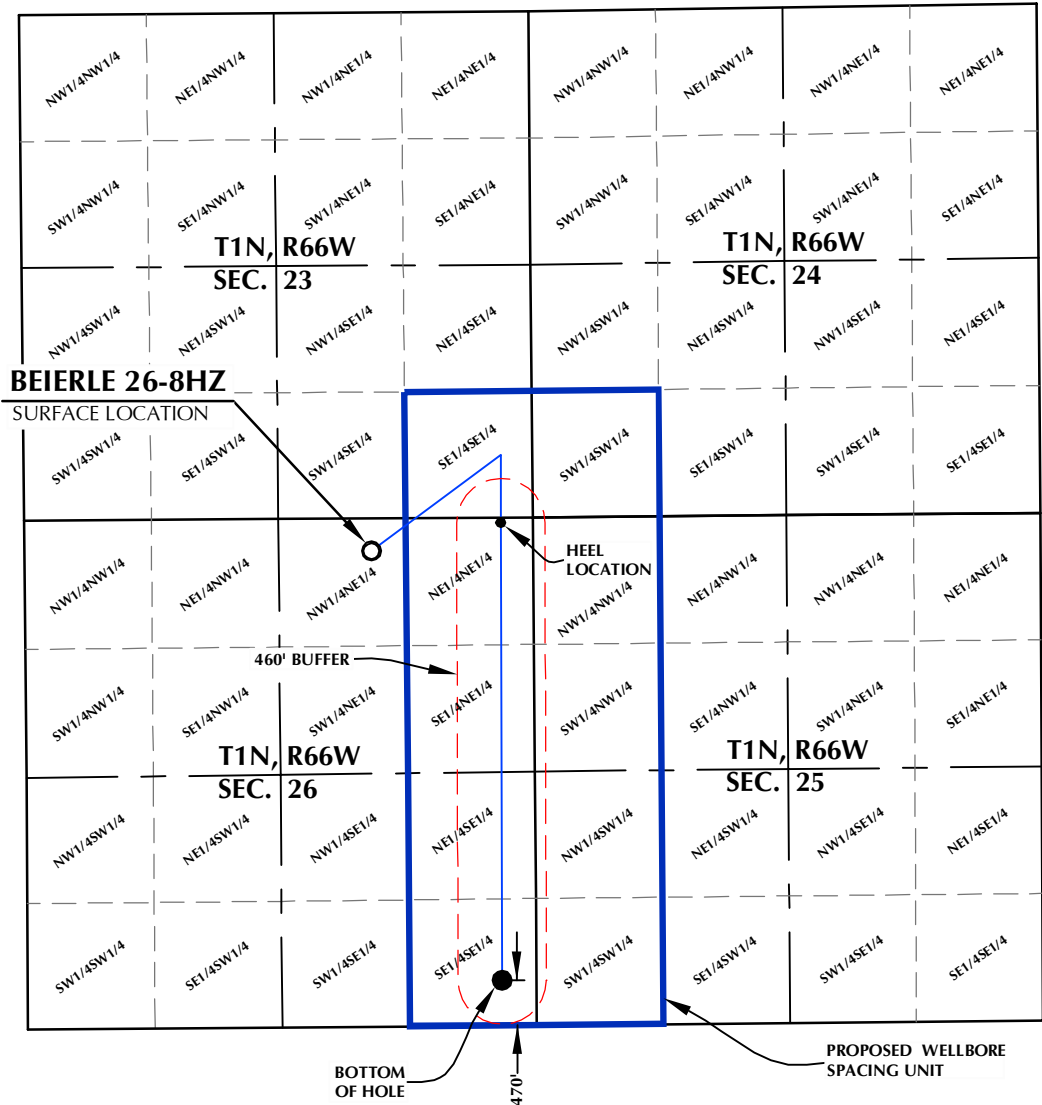 NW1/4NW1/4 NE1/4NW1/4 NW1/4NE1/4 NE1/4NE1/4 NW1/4NW1/4 NE1/4NW1/4 NW1/4NE1/4 NE1/4NE1/4
SW1/4NW1/4 SE1/4NW1/4 SW1/4NE1/4 SE1/4NE1/4 SW1/4NW1/4 SE1/4NW1/4 SW1/4NE1/4 SE1/4NE1/4
T1N, R66W
SEC. 23
T1N, R66W
SEC. 24
NW1/4SW1/4 NE1/4SW1/4 NW1/4SE1/4 NE1/4SE1/4 NW1/4SW1/4 NE1/4SW1/4 NW1/4SE1/4 NE1/4SE1/4
BEIERLE 26-8HZ
SURFACE LOCATION
SW1/4SW1/4 SE1/4SW1/4 SW1/4SE1/4 SE1/4SE1/4 SW1/4SW1/4 SE1/4SW1/4 SW1/4SE1/4 SE1/4SE1/4
HEEL
LOCATION
NW1/4NW1/4 NE1/4NW1/4 NW1/4NE1/4 NE1/4NE1/4 NW1/4NW1/4 NE1/4NW1/4 NW1/4NE1/4 NE1/4NE1/4
460' BUFFER
SW1/4NW1/4 SE1/4NW1/4 SW1/4NE1/4 SE1/4NE1/4 SW1/4NW1/4 SE1/4NW1/4 SW1/4NE1/4 SE1/4NE1/4
T1N, R66W
SEC. 26
T1N, R66W
SEC. 25
NW1/4SW1/4 NE1/4SW1/4 NW1/4SE1/4 NE1/4SE1/4 NW1/4SW1/4 NE1/4SW1/4 NW1/4SE1/4 NE1/4SE1/4
SW1/4SW1/4 SE1/4SW1/4 SW1/4SE1/4 SE1/4SE1/4 SW1/4SW1/4 SE1/4SW1/4 SW1/4SE1/4 SE1/4SE1/4
BOTTOM
OF HOLE
470'
PROPOSED WELLBORE
SPACING UNIT